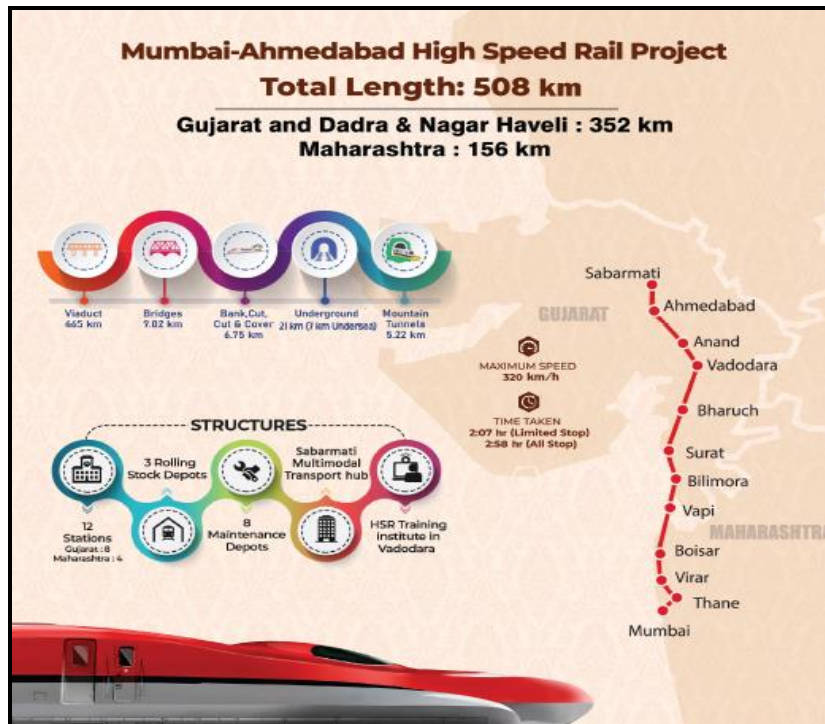 Mumbai-Ahmedabad High Speed Rail Project
Total Length: 508 km
Gujarat and Dadra & Nagar Haveli : 352 km
Maharashtra : 156 km
Viaduct
465 km
Bridges
9.82 km
Bank,Cut,
Cut & Cover
6.75 km
Underground
21 km (7 km Undersea)
Mountain
Tunnels
5.22 km
GUJARAT
MAXIMUM SPEED
320 km/h
TIME TAKEN
2:07 hr (Limited Stop)
2:58 hr (All Stop)
Sabarmati
Ahmedabad
Anand
Vadodara
Bharuch
Surat
Bilimora
Vapi
MAHARASHTRA
Boisar
Virar
Thane
Mumbai
STRUCTURES
12
Stations
Gujarat : 8
Maharashtra : 4
3 Rolling
Stock Depots
8
Maintenance
Depots
Sabarmati
Multimodal
Transport hub
HSR Training
institute in
Vadodara